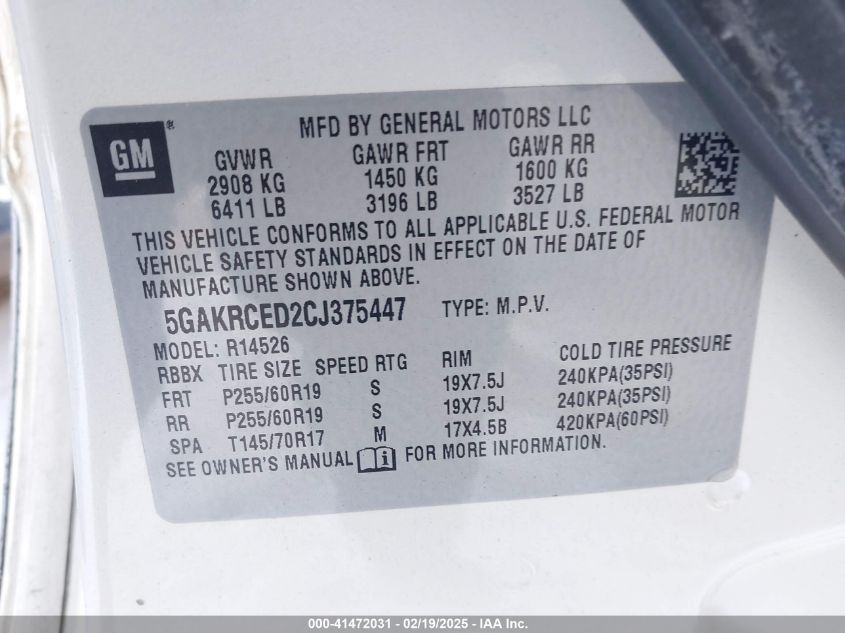 GM®
MFD BY GENERAL MOTORS LLC
GVWR GAWR FRT GAWR RR
2908 KG 1450 KG 1600 KG
6411 LB 3196 LB 3527 LB
THIS VEHICLE CONFORMS TO ALL APPLICABLE U.S. FEDERAL MOTOR
VEHICLE SAFETY STANDARDS IN EFFECT ON THE DATE OF
MANUFACTURE SHOWN ABOVE.
5GAKRCED2CJ375447 TYPE: M.P.V.
MODEL: R14526
RBBX TIRE SIZE SPEED RTG RIM COLD TIRE PRESSURE
FRT P255/60R19 S 19X7.5J 240KPA(35PSI)
RR P255/60R19 S 19X7.5J 240KPA(35PSI)
SPA T145/70R17 M 17X4.5B 420KPA(60PSI)
SEE OWNER'S MANUAL FOR MORE INFORMATION.
000-41472031 - 02/19/2025 - IAA Inc.